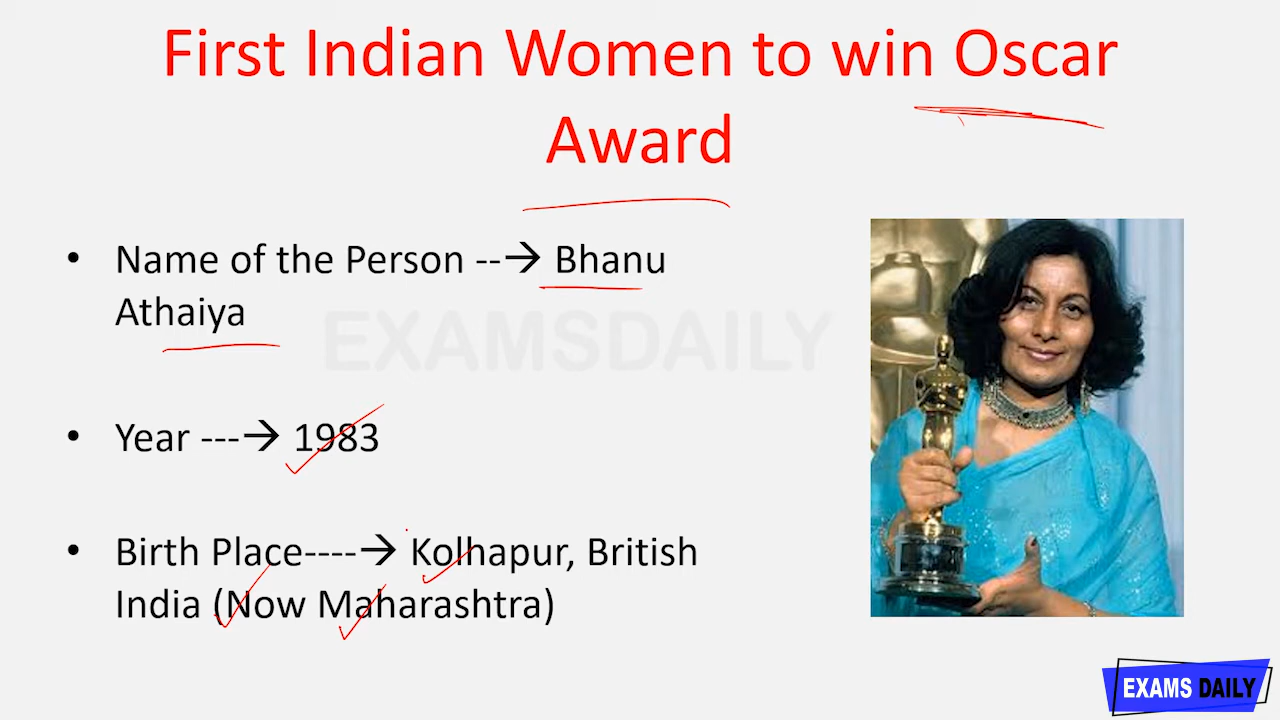 First Indian Women to win Oscar
Award
• Name of the Person --→ Bhanu
Athaiya
EXAMSDAILY
• Year ---→ 1983
• Birth Place----→ Kolhapur, British
India (Now Maharashtra)
EXAMS DAILY